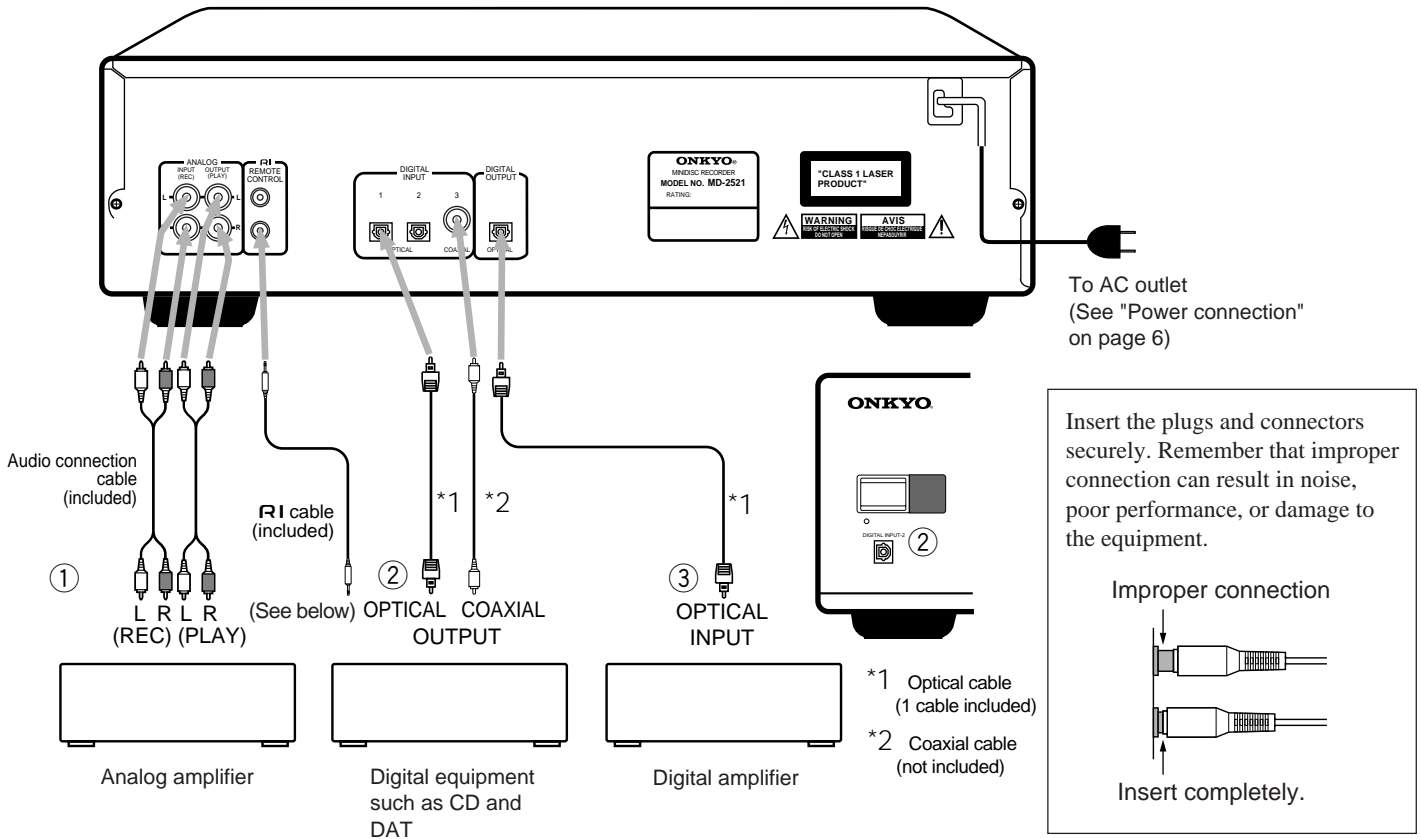 ANALOG
INPUT (REC)
OUTPUT (PLAY)
L
L
R
RI
REMOTE CONTROL
DIGITAL INPUT
1 2 3
OPTICAL
COAXIAL
DIGITAL OUTPUT
OPTICAL
ONKYO®
MINIDISC RECORDER
MODEL NO. MD-2521
RATING:
"CLASS 1 LASER
PRODUCT"
WARNING
RISK OF ELECTRIC SHOCK
DO NOT OPEN
AVIS
RISQUE DE CHOC ELECTRIQUE
NEPASOUVRIR
To AC outlet
(See "Power connection"
on page 6)
Audio connection
cable
(included)
RI cable
(included)
*1
*2
*1
①
L R L R
(REC) (PLAY)
(See below)
②
OPTICAL COAXIAL
OUTPUT
③
OPTICAL
INPUT
ONKYO®
DIGITAL INPUT-2
②
Analog amplifier
Digital equipment
such as CD and
DAT
Digital amplifier
*1 Optical cable
(1 cable included)
*2 Coaxial cable
(not included)
Insert the plugs and connectors
securely. Remember that improper
connection can result in noise,
poor performance, or damage to
the equipment.
Improper connection
Insert completely.